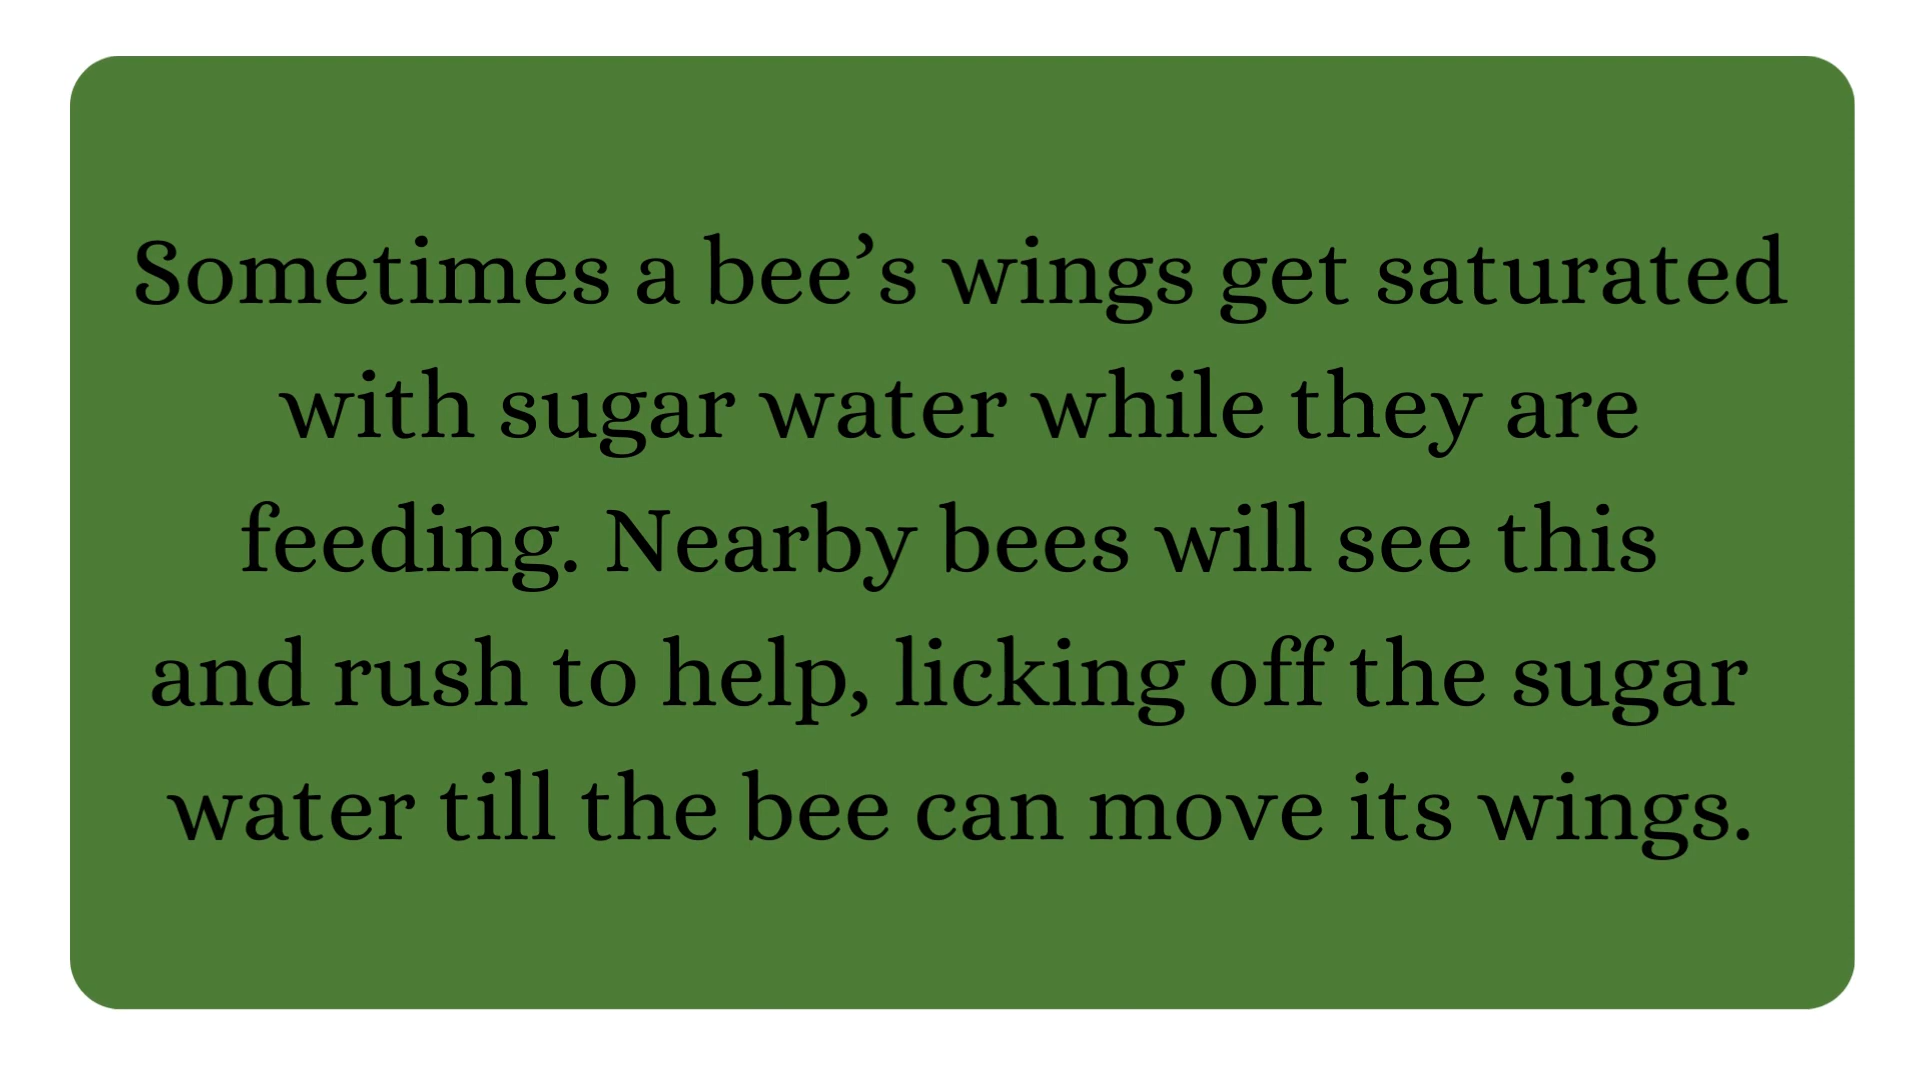 Sometimes a bee’s wings get saturated
with sugar water while they are
feeding. Nearby bees will see this
and rush to help, licking off the sugar
water till the bee can move its wings.